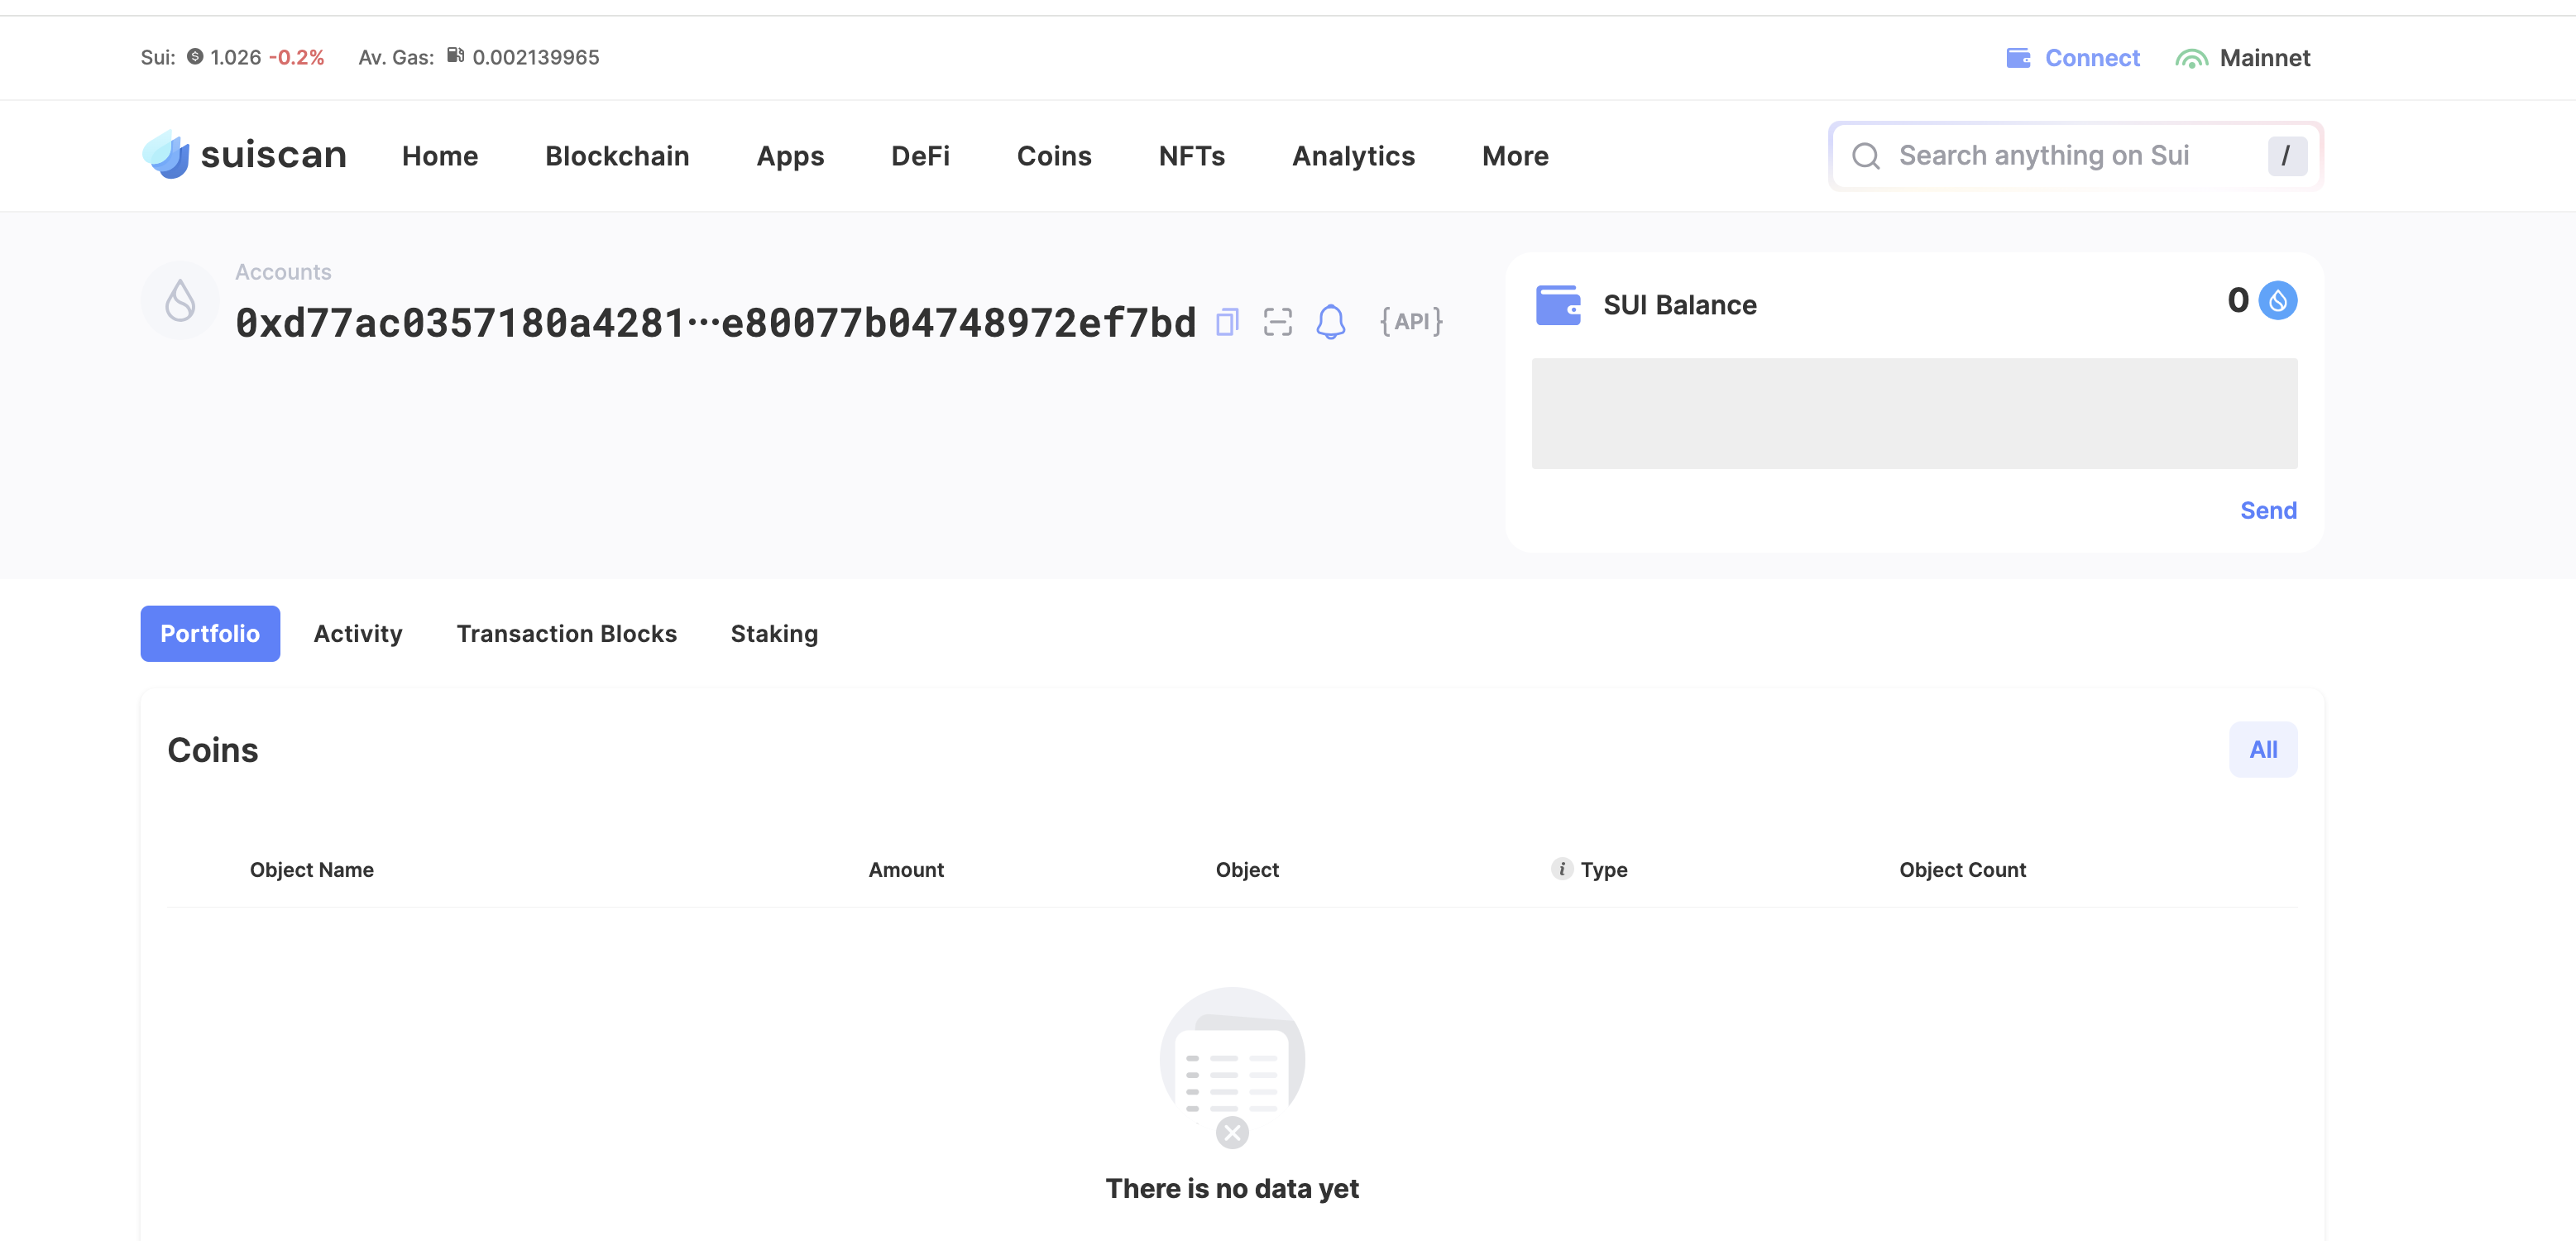 Sui: 1.026 -0.2% Av. Gas: 0.002139965
Connect Mainnet
suiscan Home Blockchain Apps DeFi Coins NFTs Analytics More
Search anything on Sui /
Accounts
0xd77ac0357180a4281···e80077b04748972ef7bd {API}
SUI Balance 0
Send
Portfolio Activity Transaction Blocks Staking
Coins All
Object Name Amount Object i Type Object Count
There is no data yet